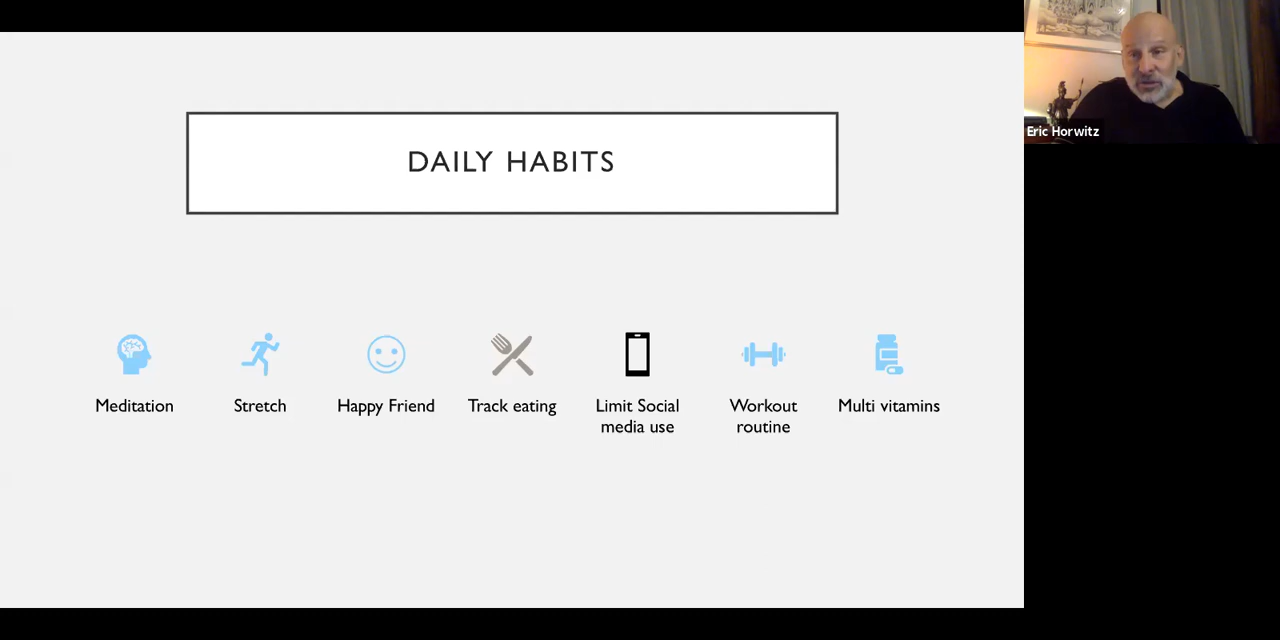 DAILY HABITS
Meditation
Stretch
Happy Friend
Track eating
Limit Social
media use
Workout
routine
Multi vitamins
Eric Horwitz